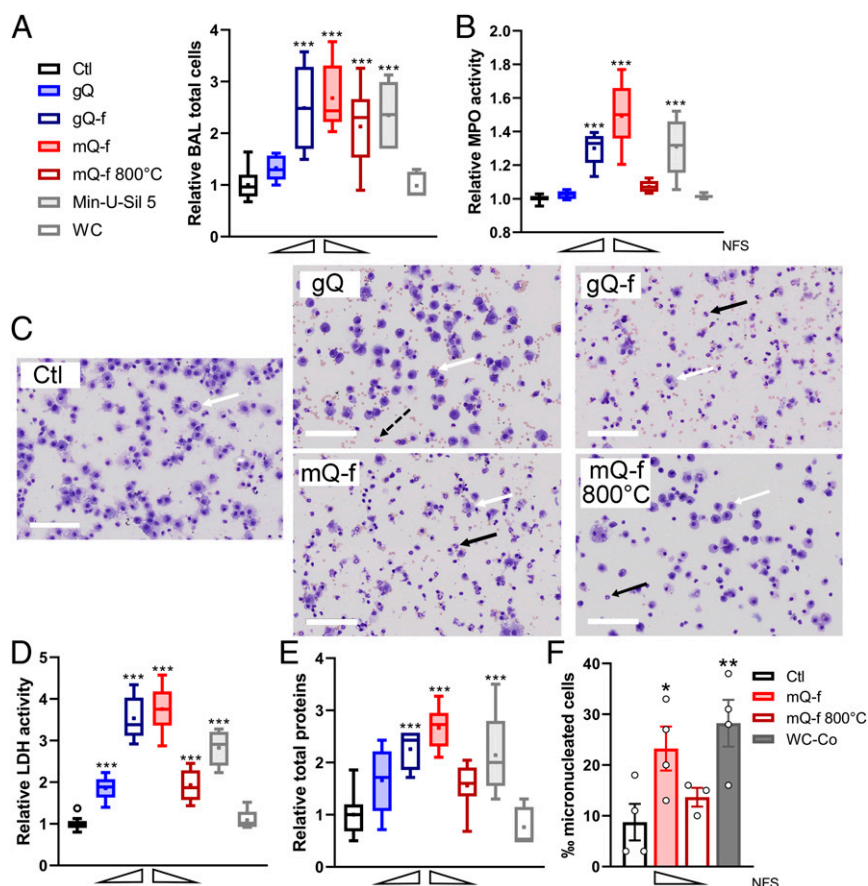 A
Ctl
gQ
gQ-f
mQ-f
mQ-f 800°C
Min-U-Sil 5
WC
Relative BAL total cells
4
3
2
1
0
***
***
***
***
B
Relative MPO activity
2.0
1.8
1.6
1.4
1.2
1.0
0.8
***
***
***
NFS
C
Ctl
gQ
gQ-f
mQ-f
mQ-f
800°C
D
Relative LDH activity
5
4
3
2
1
0
***
***
***
***
***
E
Relative total proteins
4
3
2
1
0
***
***
***
F
‰ micronucleated cells
40
30
20
10
0
*
**
Ctl
mQ-f
mQ-f 800°C
WC-Co
NFS